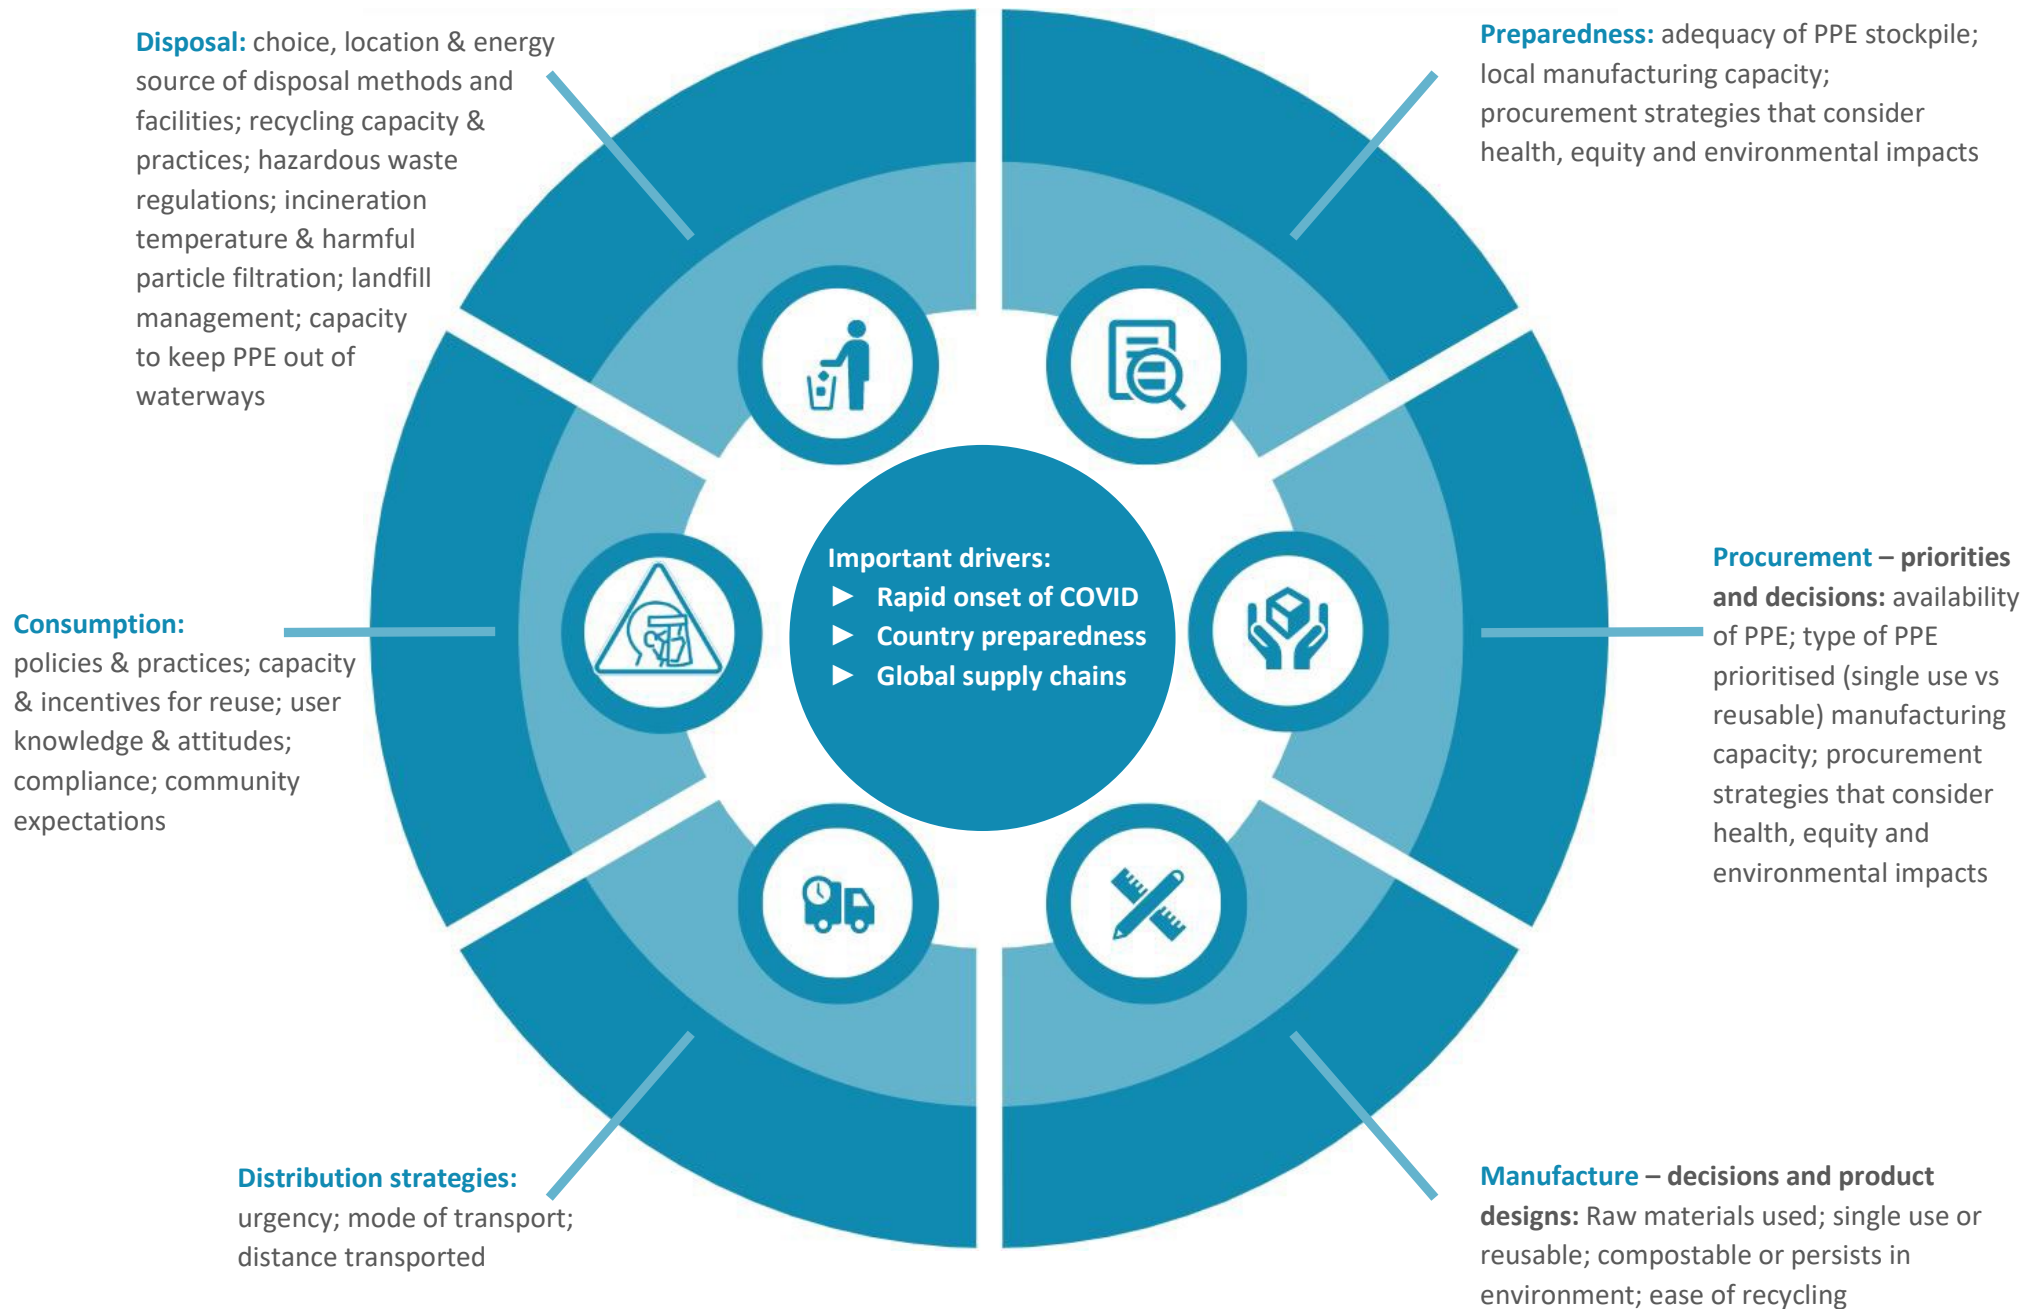 Disposal: choice, location & energy
source of disposal methods and
facilities; recycling capacity &
practices; hazardous waste
regulations; incineration
temperature & harmful
particle filtration; landfill
management; capacity
to keep PPE out of
waterways
Preparedness: adequacy of PPE stockpile;
local manufacturing capacity;
procurement strategies that consider
health, equity and environmental impacts
Important drivers:
► Rapid onset of COVID
► Country preparedness
► Global supply chains
Procurement – priorities
and decisions: availability
of PPE; type of PPE
prioritised (single use vs
reusable) manufacturing
capacity; procurement
strategies that consider
health, equity and
environmental impacts
Consumption:
policies & practices; capacity
& incentives for reuse; user
knowledge & attitudes;
compliance; community
expectations
Distribution strategies:
urgency; mode of transport;
distance transported
Manufacture – decisions and product
designs: Raw materials used; single use or
reusable; compostable or persists in
environment; ease of recycling